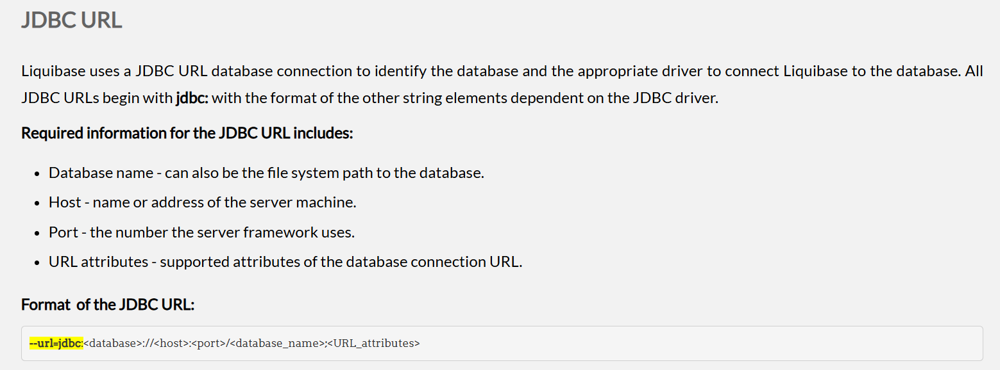 JDBC URL
Liquibase uses a JDBC URL database connection to identify the database and the appropriate driver to connect Liquibase to the database. All
JDBC URLs begin with jdbc: with the format of the other string elements dependent on the JDBC driver.
Required information for the JDBC URL includes:
• Database name - can also be the file system path to the database.
• Host - name or address of the server machine.
• Port - the number the server framework uses.
• URL attributes - supported attributes of the database connection URL.
Format  of the JDBC URL:
--url=jdbc:<database>://<host>:<port>/<database_name>;<URL_attributes>